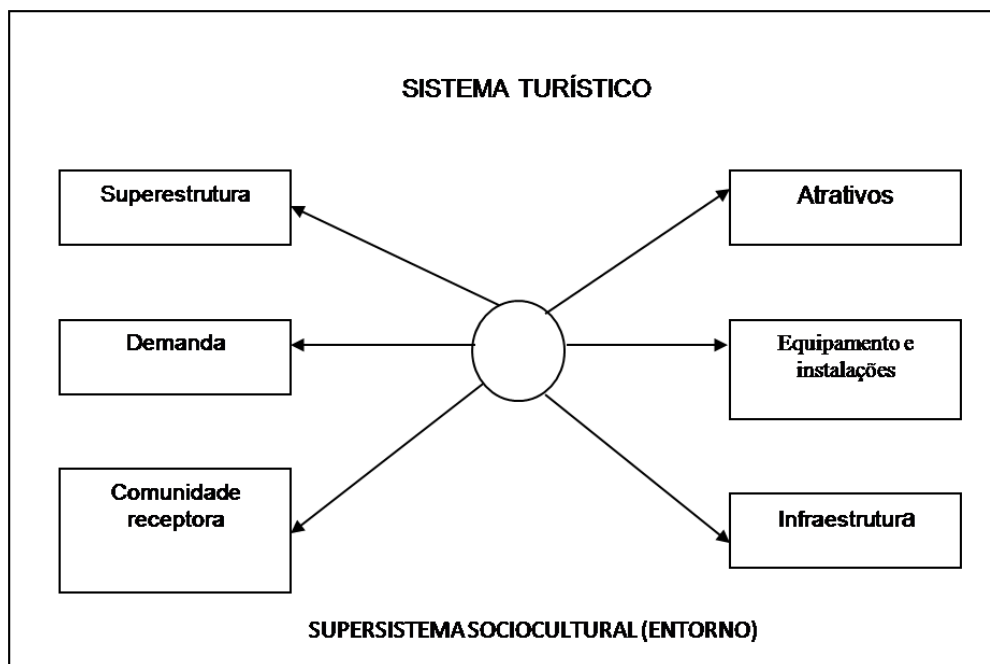 SISTEMA TURÍSTICO
Superestrutura
Atrativos
Demanda
Equipamento e
instalações
Comunidade
receptora
Infraestrutura
SUPERSISTEMA SOCIOCULTURAL (ENTORNO)